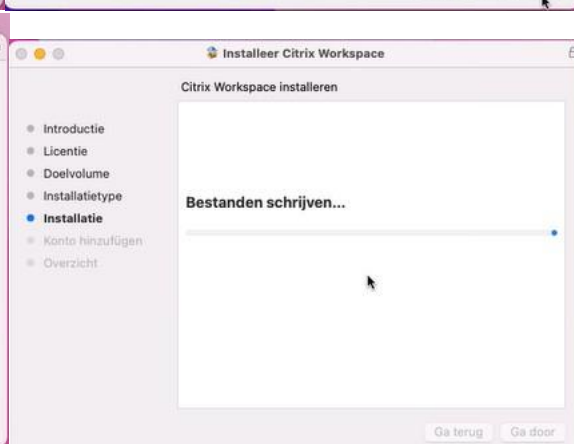 Installeer Citrix Workspace
Citrix Workspace installeren
Introductie
Licentie
Doelvolume
Installatietype
Installatie
Konto hinzufügen
Overzicht
Bestanden schrijven...
Ga terug
Ga door